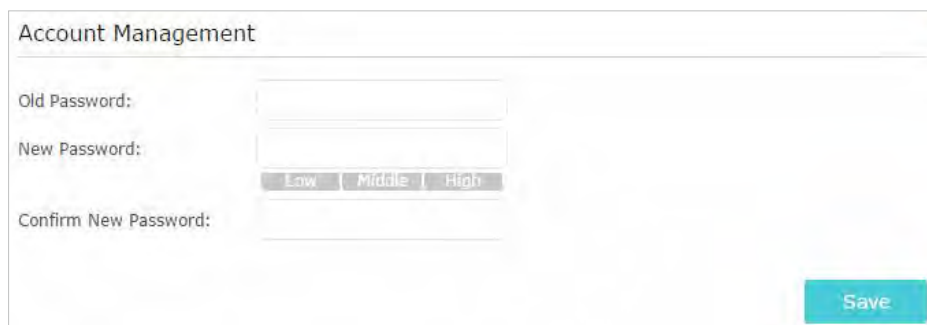 Account Management
Old Password:
New Password:
Low Middle High
Confirm New Password:
Save